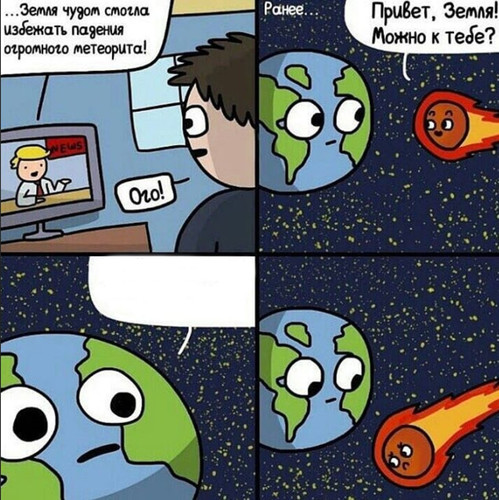 ...Земля чудом смогла
избежать падения
огромного метеорита!
NEWS
Ого!
Ранее...
Привет, Земля!
Можно к тебе?